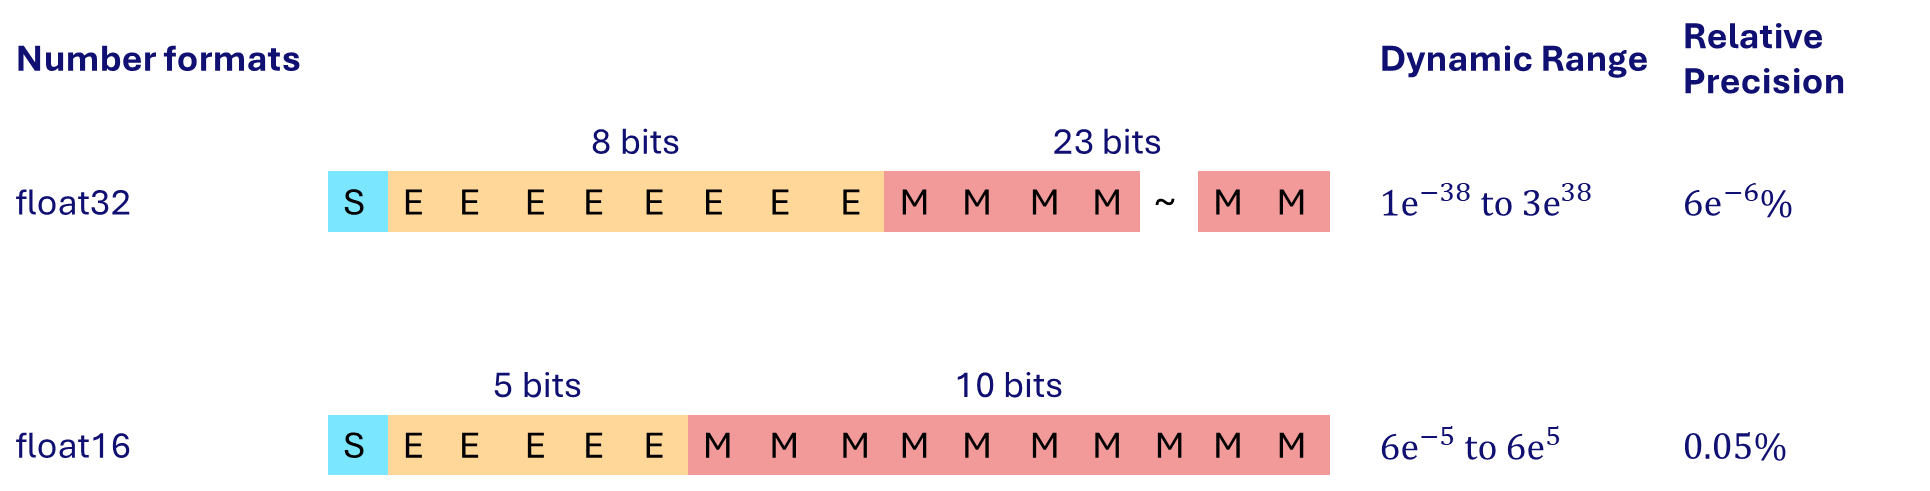 Number formats
Dynamic Range
Relative
Precision
8 bits
23 bits
float32
S E E E E E E E E M M M M ~ M M
1e⁻³⁸ to 3e³⁸
6e⁻⁶%
5 bits
10 bits
float16
S E E E E E M M M M M M M M M M
6e⁻⁵ to 6e⁵
0.05%